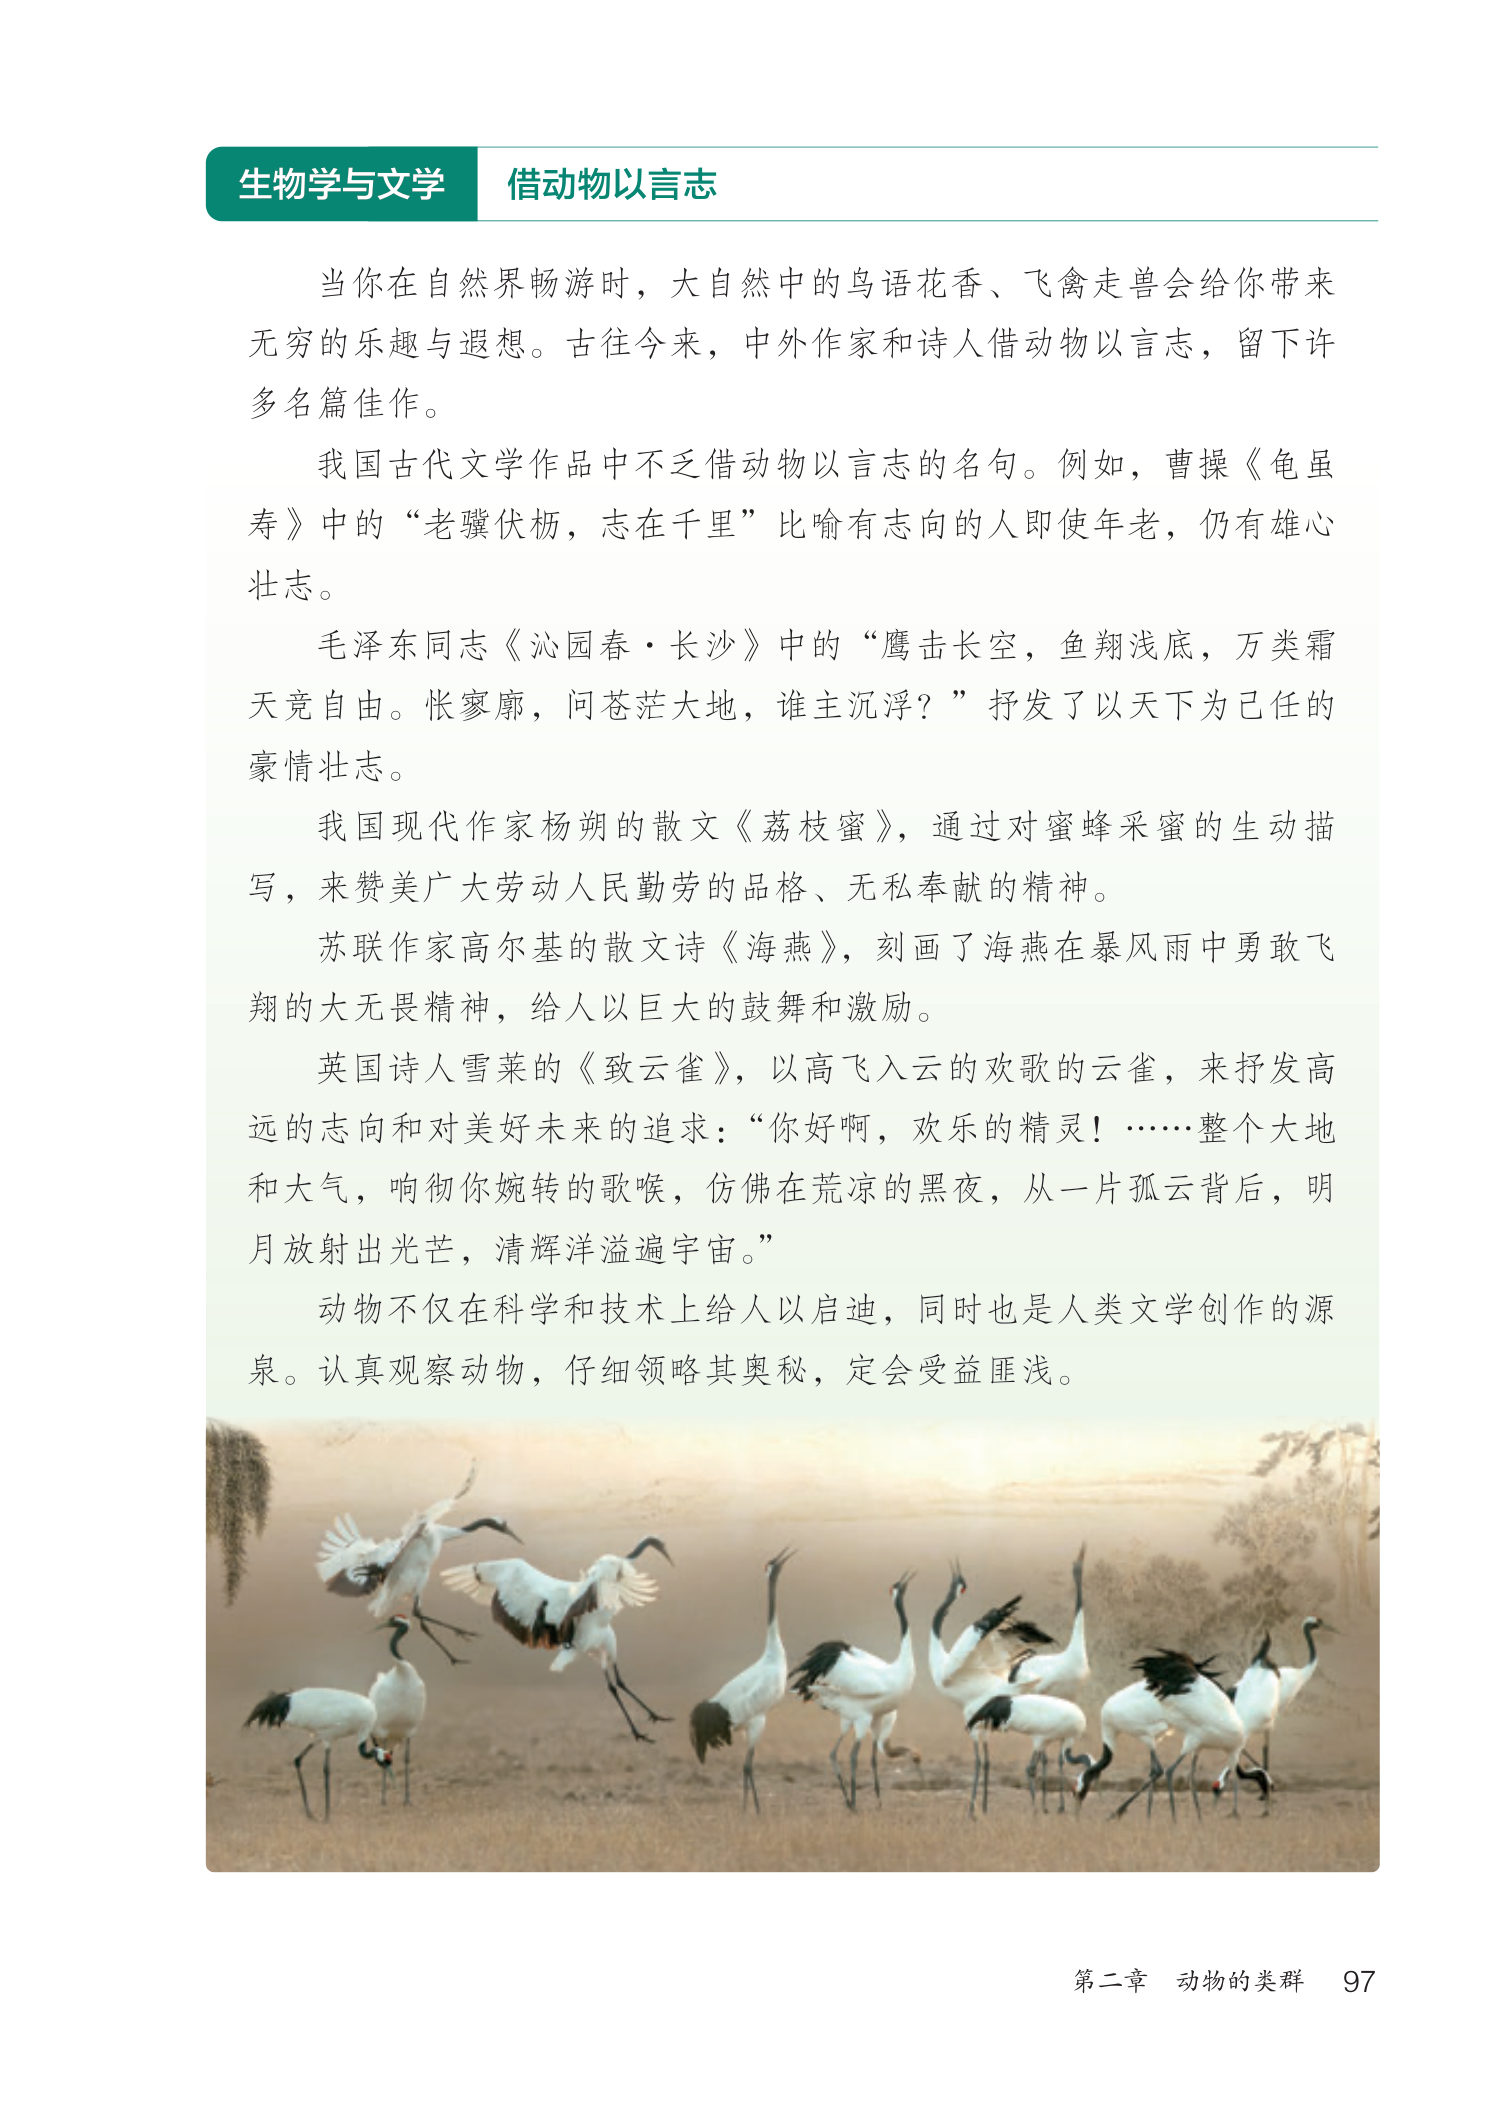 生物学与文学 借动物以言志
当你在自然界畅游时，大自然中的鸟语花香、飞禽走兽会给你带来
无穷的乐趣与遐想。古往今来，中外作家和诗人借动物以言志，留下许
多名篇佳作。
我国古代文学作品中不乏借动物以言志的名句。例如，曹操《龟虽
寿》中的“老骥伏枥，志在千里”比喻有志向的人即使年老，仍有雄心
壮志。
毛泽东同志《沁园春·长沙》中的“鹰击长空，鱼翔浅底，万类霜
天竞自由。怅寥廓，问苍茫大地，谁主沉浮？”抒发了以天下为己任的
豪情壮志。
我国现代作家杨朔的散文《荔枝蜜》，通过对蜜蜂采蜜的生动描
写，来赞美广大劳动人民勤劳的品格、无私奉献的精神。
苏联作家高尔基的散文诗《海燕》，刻画了海燕在暴风雨中勇敢飞
翔的大无畏精神，给人以巨大的鼓舞和激励。
英国诗人雪莱的《致云雀》，以高飞入云的欢歌的云雀，来抒发高
远的志向和对美好未来的追求：“你好啊，欢乐的精灵！……整个大地
和大气，响彻你婉转的歌喉，仿佛在荒凉的黑夜，从一片孤云背后，明
月放射出光芒，清辉洋溢遍宇宙。”
动物不仅在科学和技术上给人以启迪，同时也是人类文学创作的源
泉。认真观察动物，仔细领略其奥秘，定会受益匪浅。
第二章 动物的类群 97